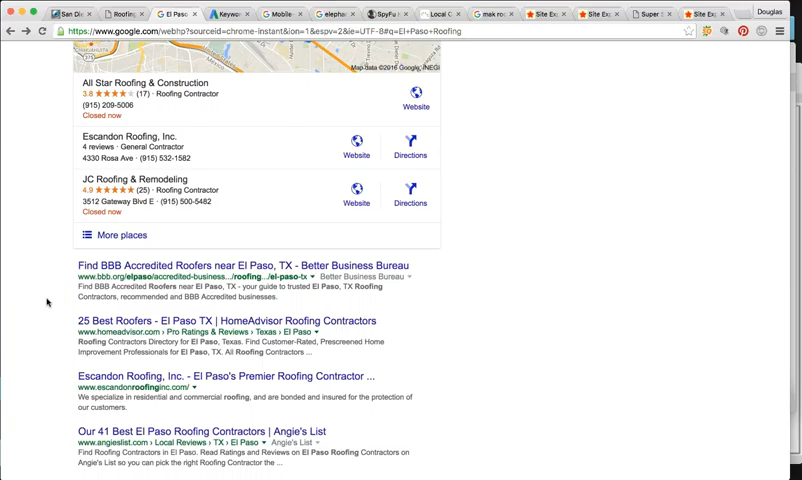 San Di
Roofing
El Paso
Keyw
Mobile
elepha
SpyFu
Local C
mak ro
Site Ex
Site Ex
Super S
Site Ex
Douglas
https://www.google.com/webhp?sourceid=chrome-instant&ion=1&espv=2&ie=UTF-8#q=El+Paso+Roofing
Map data ©2016 Google, INEGI
All Star Roofing & Construction
3.8 ★★★★★ (17) · Roofing Contractor
(915) 209-5006
Closed now
Website
Escandon Roofing, Inc.
4 reviews · General Contractor
4330 Rosa Ave · (915) 532-1582
Website
Directions
JC Roofing & Remodeling
4.9 ★★★★★ (25) · Roofing Contractor
3512 Gateway Blvd E · (915) 500-5482
Closed now
Website
Directions
More places
Find BBB Accredited Roofers near El Paso, TX - Better Business Bureau
www.bbb.org/elpaso/accredited-business.../roofing.../el-paso-tx ▼ Better Business Bureau ▼
Find BBB Accredited Roofers near El Paso, TX - your guide to trusted El Paso, TX Roofing
Contractors, recommended and BBB Accredited businesses.
25 Best Roofers - El Paso TX | HomeAdvisor Roofing Contractors
www.homeadvisor.com › Pro Ratings & Reviews › Texas › El Paso ▼
Roofing Contractors Directory for El Paso, Texas. Find Customer-Rated, Prescreened Home
Improvement Professionals for El Paso, TX. All Roofing Contractors ...
Escandon Roofing, Inc. - El Paso's Premier Roofing Contractor ...
www.escandonroofinginc.com/ ▼
We specialize in residential and commercial roofing, and are bonded and insured for the protection of
our customers.
Our 41 Best El Paso Roofing Contractors | Angie's List
www.angieslist.com › Local Reviews › TX › El Paso ▼ Angie's List ▼
Find Roofing Contractors in El Paso. Read Ratings and Reviews on El Paso Roofing Contractors on
Angie's List so you can pick the right Roofing Contractor the ...